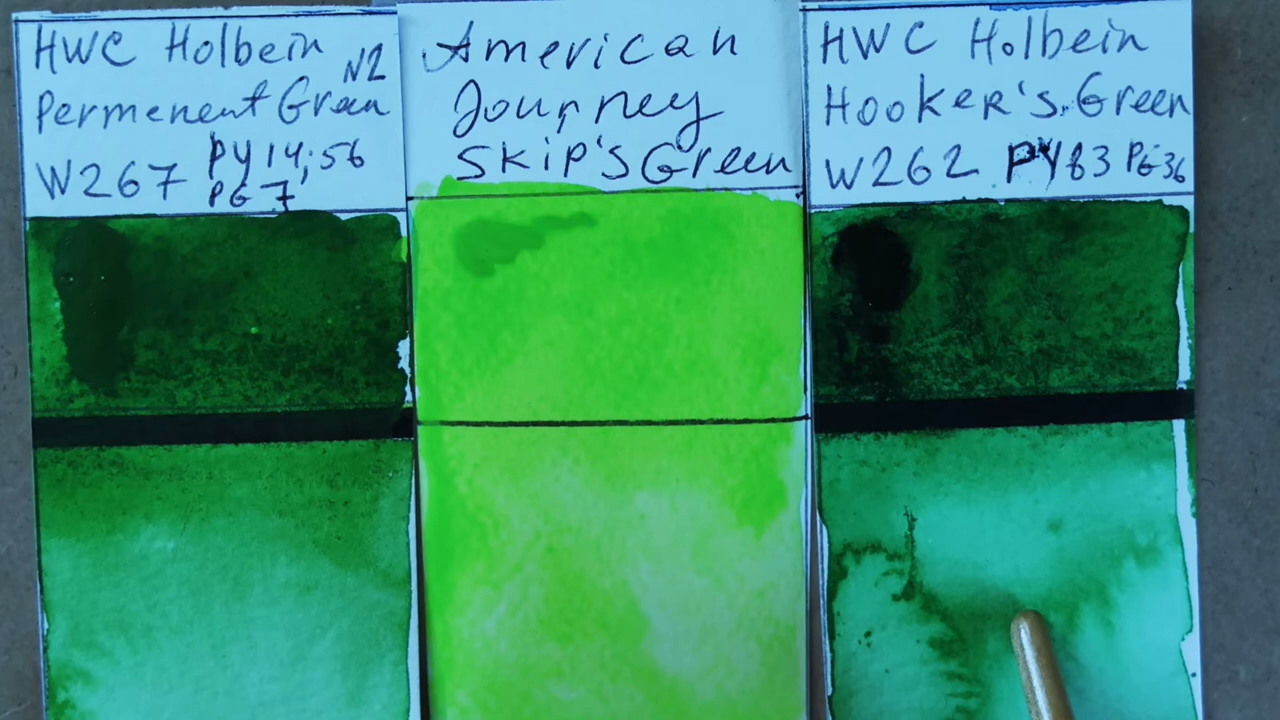 HWC Holbein
N2
Permenent Green
W267 PY14;56
PG7
American
Journey
SKiP'S Green
HWC Holbein
HooKER'S Green
W262 PY83 PG36